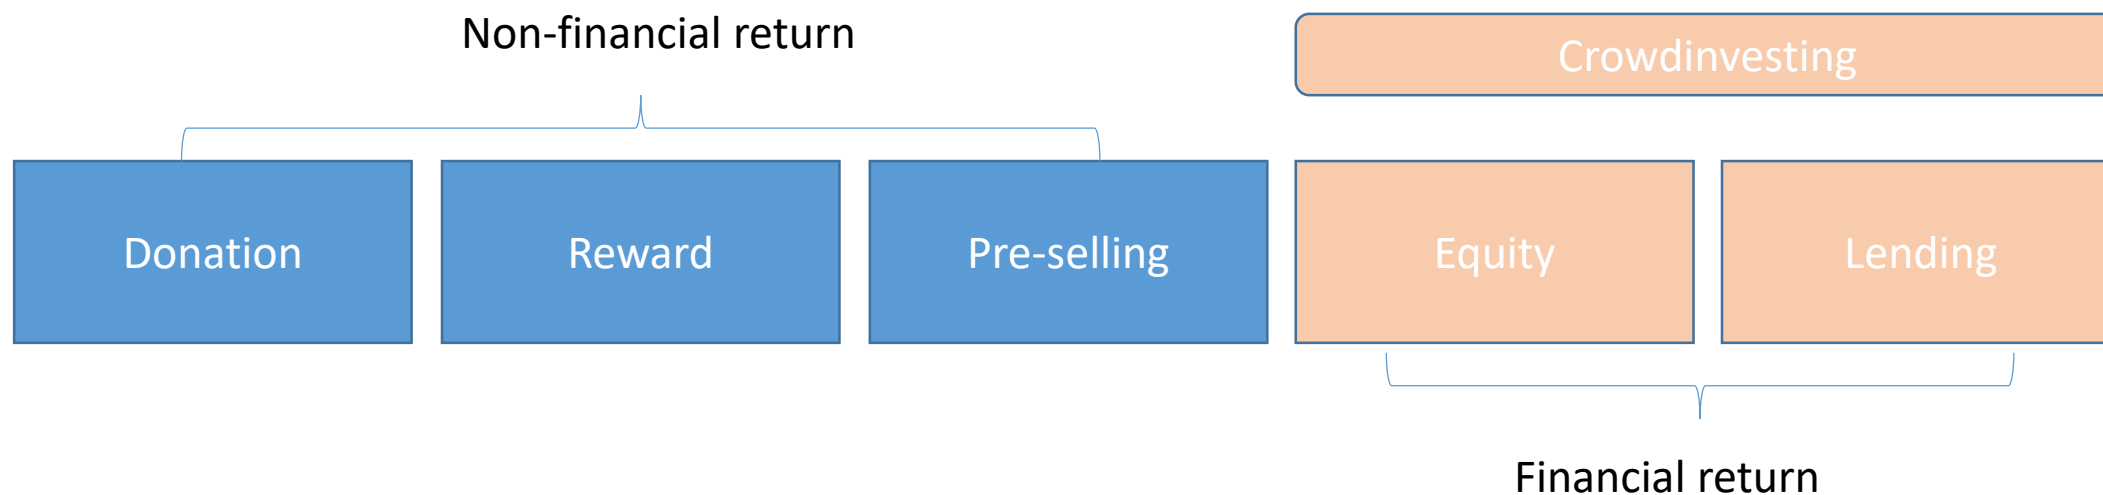 Non-financial return
Crowdinvesting
Donation
Reward
Pre-selling
Equity
Lending
Financial return